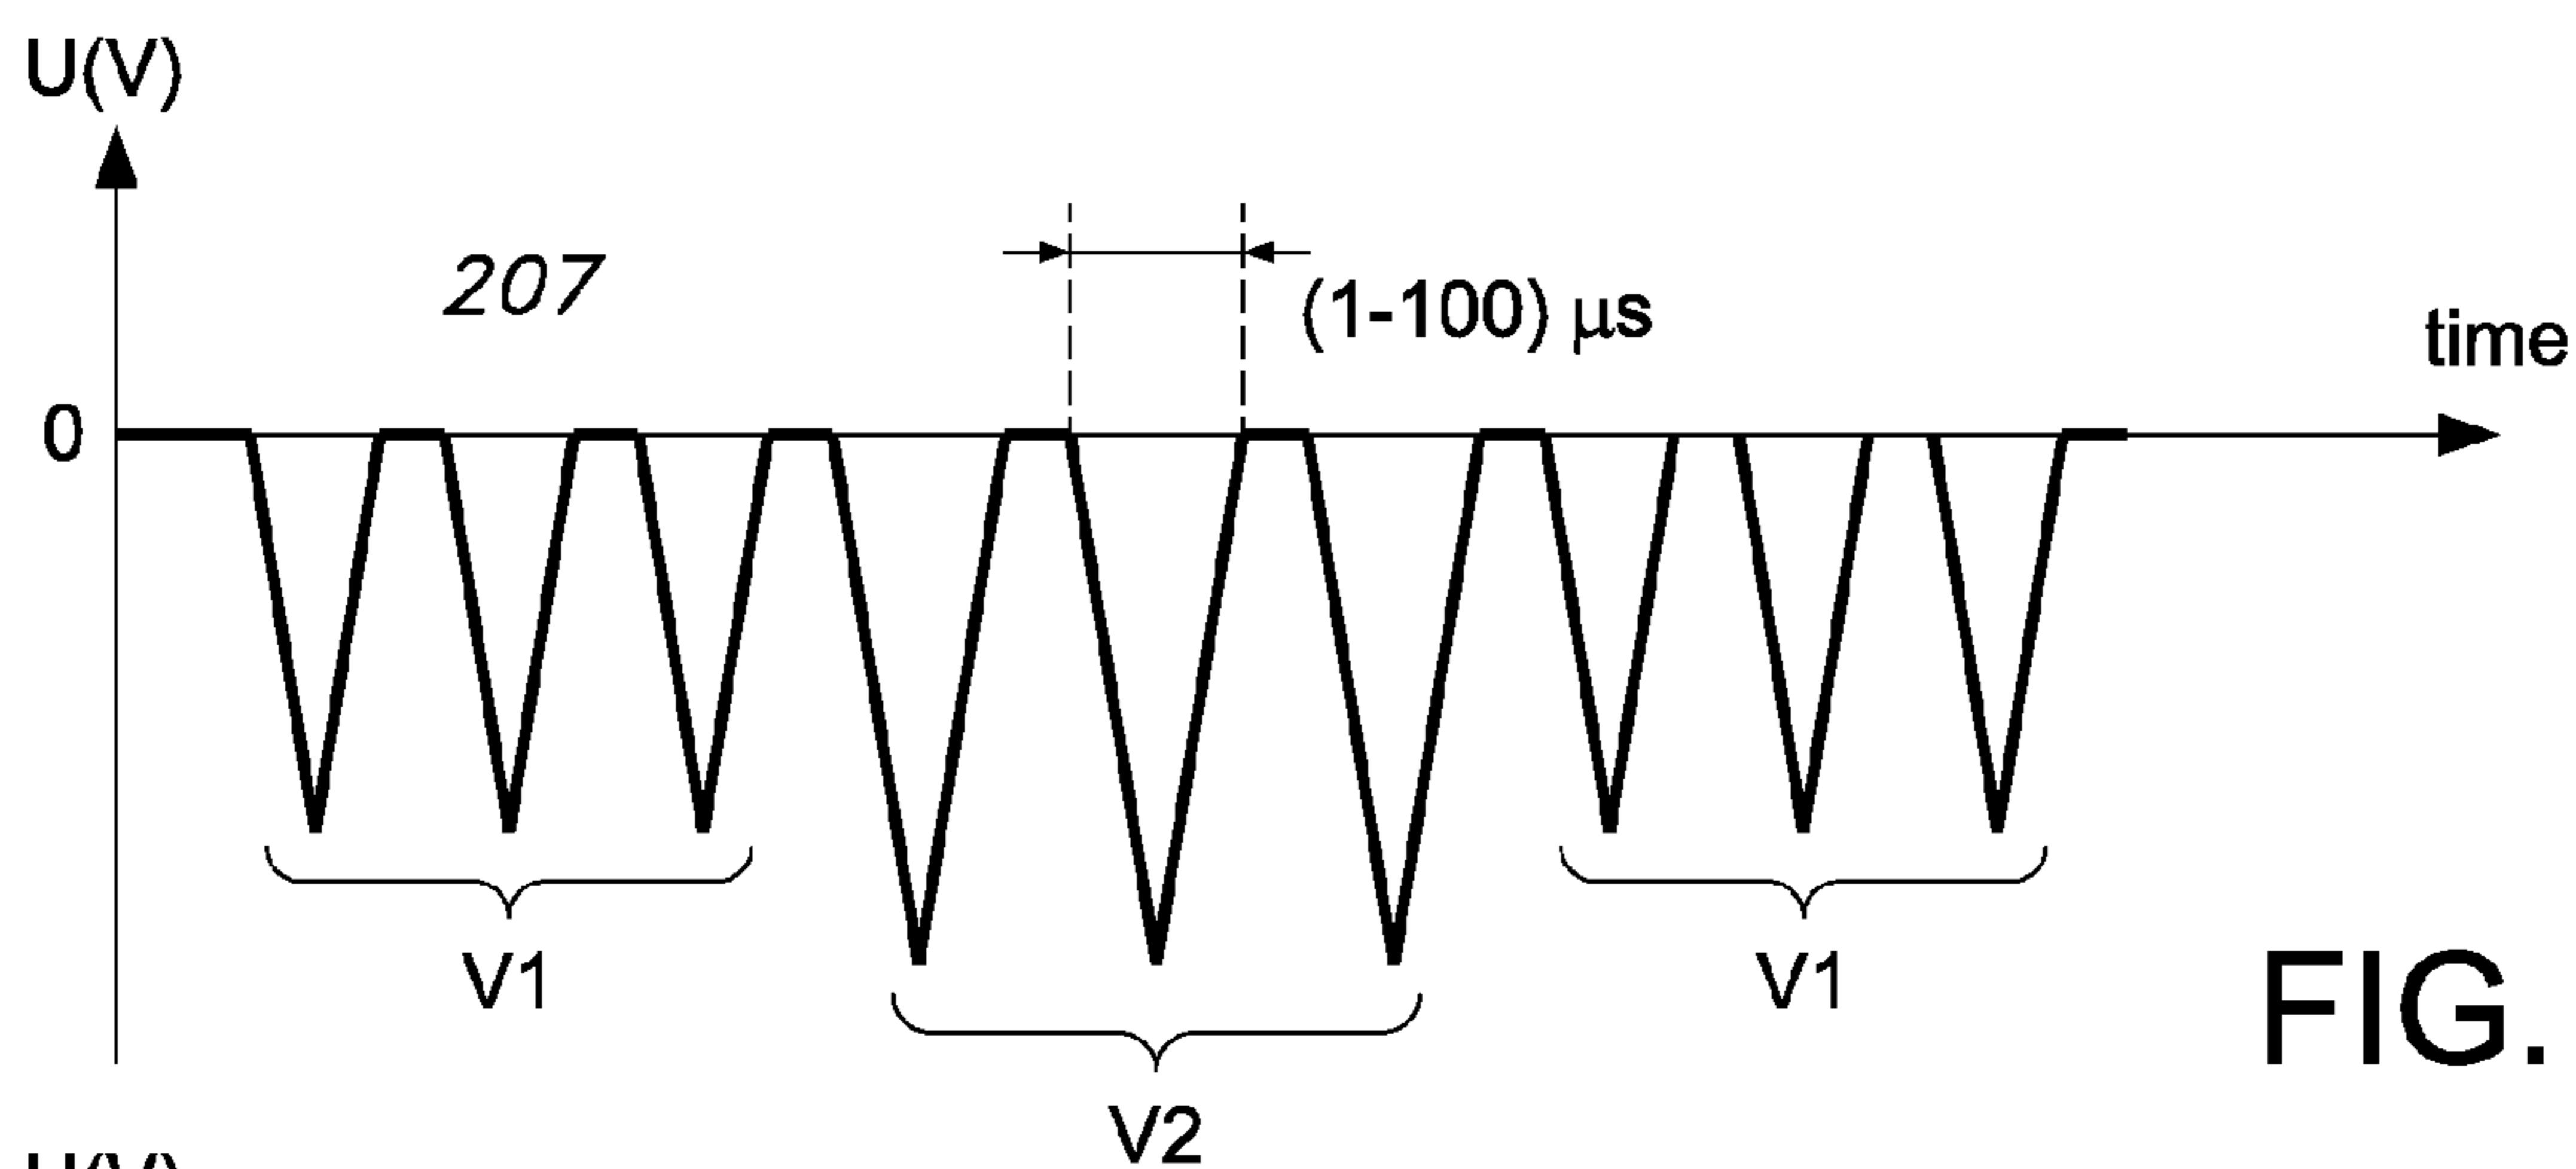 U(V)
207
(1-100) μs
time
0
V1
V1
V2
FIG.
U(V)